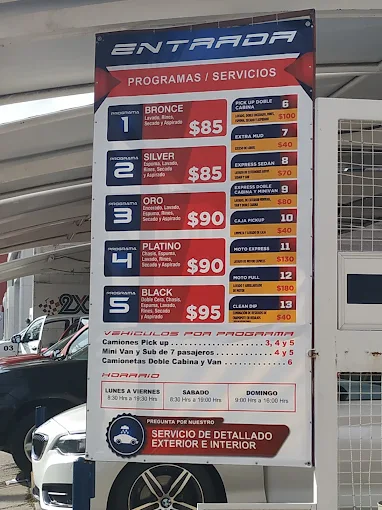 ENTRADA
PROGRAMAS / SERVICIOS
PROGRAMA
1
BRONCE
Lavado, Rines,
Secado y Aspirado
$85
PROGRAMA
2
SILVER
Espuma, Lavado,
Rines, Secado
y Aspirado
$85
PROGRAMA
3
ORO
Encerado, Lavado,
Espuma, Rines,
Secado y Aspirado
$90
PROGRAMA
4
PLATINO
Chasis, Espuma,
Lavado, Rines,
Secado y Aspirado
$90
PROGRAMA
5
BLACK
Doble Cera, Chasis,
Espuma, Lavado,
Rines, Secado
y Aspirado
$95
PICK UP DOBLE
CABINA
6
$100
EXTRA MUD
7
$40
EXPRESS SEDAN
8
$70
EXPRESS DOBLE
CABINA Y MINIVAN
9
$80
CAJA PICKUP
10
$40
MOTO EXPRESS
11
$130
MOTO FULL
12
$180
CLEAN DIP
13
$40
VEHICULOS POR PROGRAMA
Camiones Pick up 3, 4 y 5
Mini Van y Sub de 7 pasajeros 4 y 5
Camionetas Doble Cabina y Van 6
HORARIO
LUNES A VIERNES
8:30 Hrs a 19:30 Hrs
SABADO
8:30 Hrs a 19:00 Hrs
DOMINGO
9:00 Hrs a 16:00 Hrs
PREGUNTA POR NUESTRO
SERVICIO DE DETALLADO
EXTERIOR E INTERIOR
2X
03